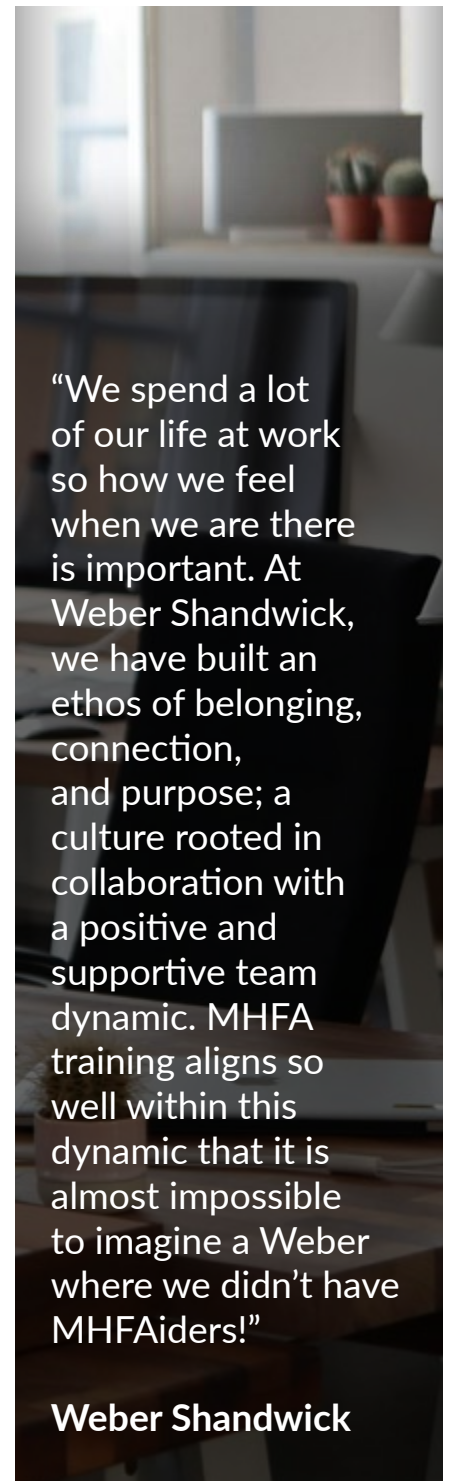 “We spend a lot
of our life at work
so how we feel
when we are there
is important. At
Weber Shandwick,
we have built an
ethos of belonging,
connection,
and purpose; a
culture rooted in
collaboration with
a positive and
supportive team
dynamic. MHFA
training aligns so
well within this
dynamic that it is
almost impossible
to imagine a Weber
where we didn’t have
MHFAiders!”
Weber Shandwick